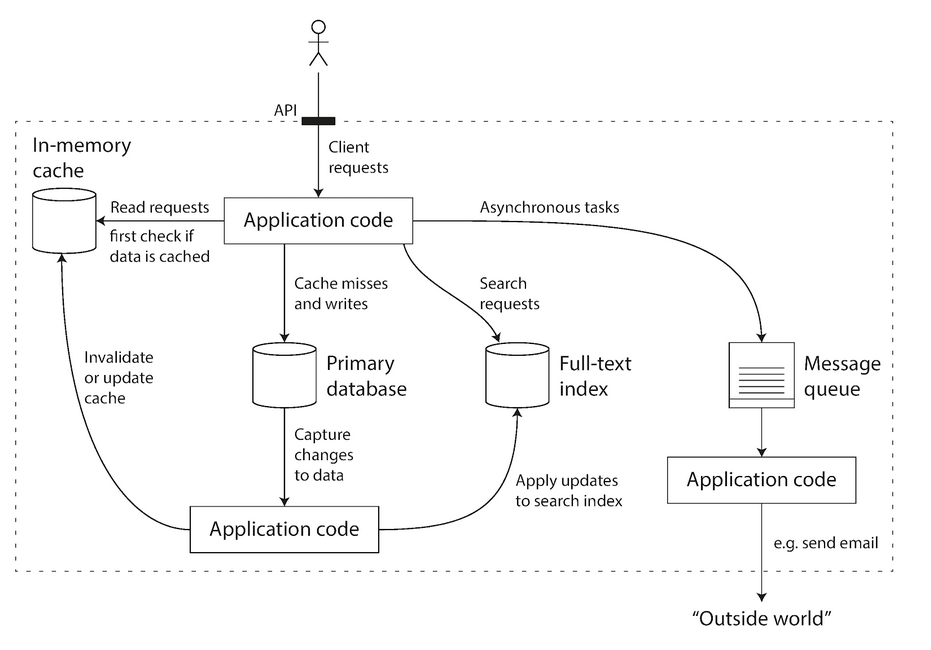 API
Client
requests
In-memory
cache
Read requests
first check if
data is cached
Application code
Asynchronous tasks
Cache misses
and writes
Search
requests
Invalidate
or update
cache
Primary
database
Full-text
index
Message
queue
Capture
changes
to data
Apply updates
to search index
Application code
Application code
e.g. send email
“Outside world”